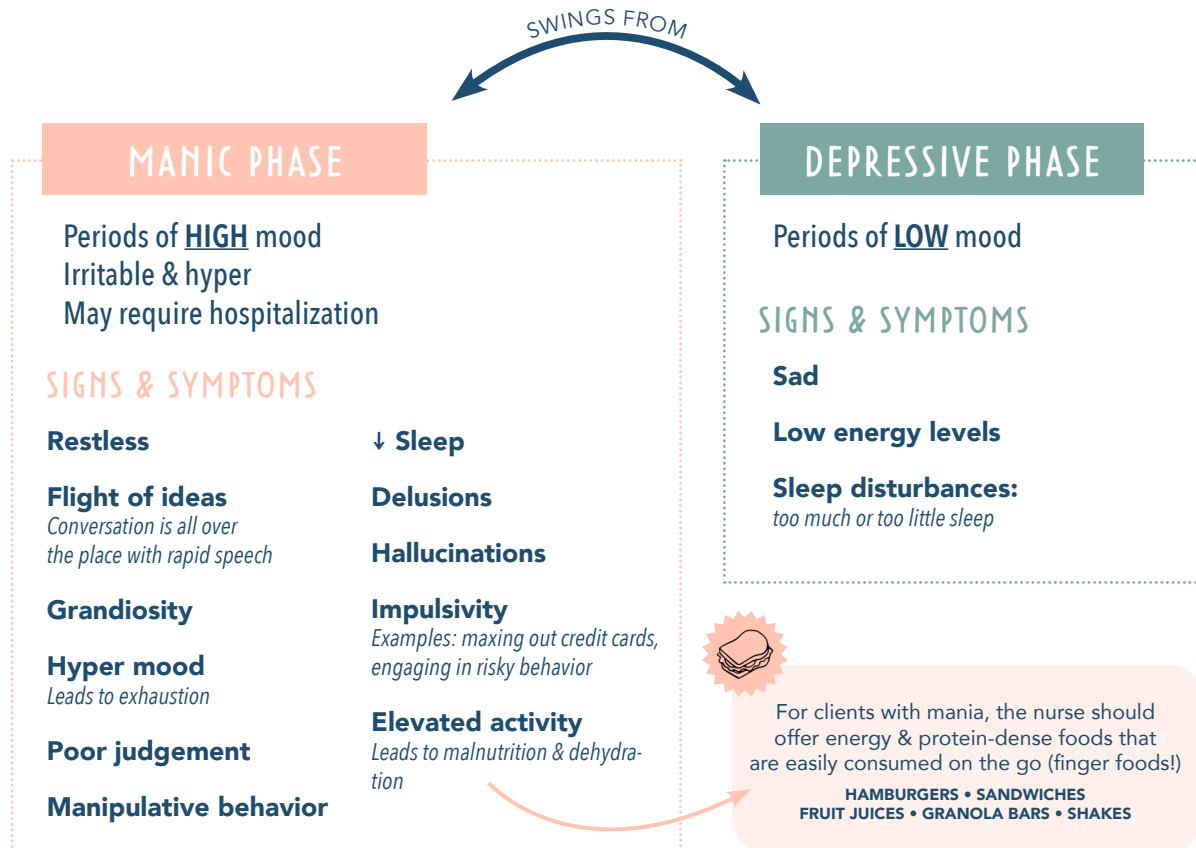 SWINGS FROM
MANIC PHASE
Periods of HIGH mood
Irritable & hyper
May require hospitalization
SIGNS & SYMPTOMS
Restless
Flight of ideas
Conversation is all over
the place with rapid speech
Grandiosity
Hyper mood
Leads to exhaustion
Poor judgement
Manipulative behavior
↓ Sleep
Delusions
Hallucinations
Impulsivity
Examples: maxing out credit cards,
engaging in risky behavior
Elevated activity
Leads to malnutrition & dehydra-
tion
DEPRESSIVE PHASE
Periods of LOW mood
SIGNS & SYMPTOMS
Sad
Low energy levels
Sleep disturbances:
too much or too little sleep
For clients with mania, the nurse should
offer energy & protein-dense foods that
are easily consumed on the go (finger foods!)
HAMBURGERS • SANDWICHES
FRUIT JUICES • GRANOLA BARS • SHAKES